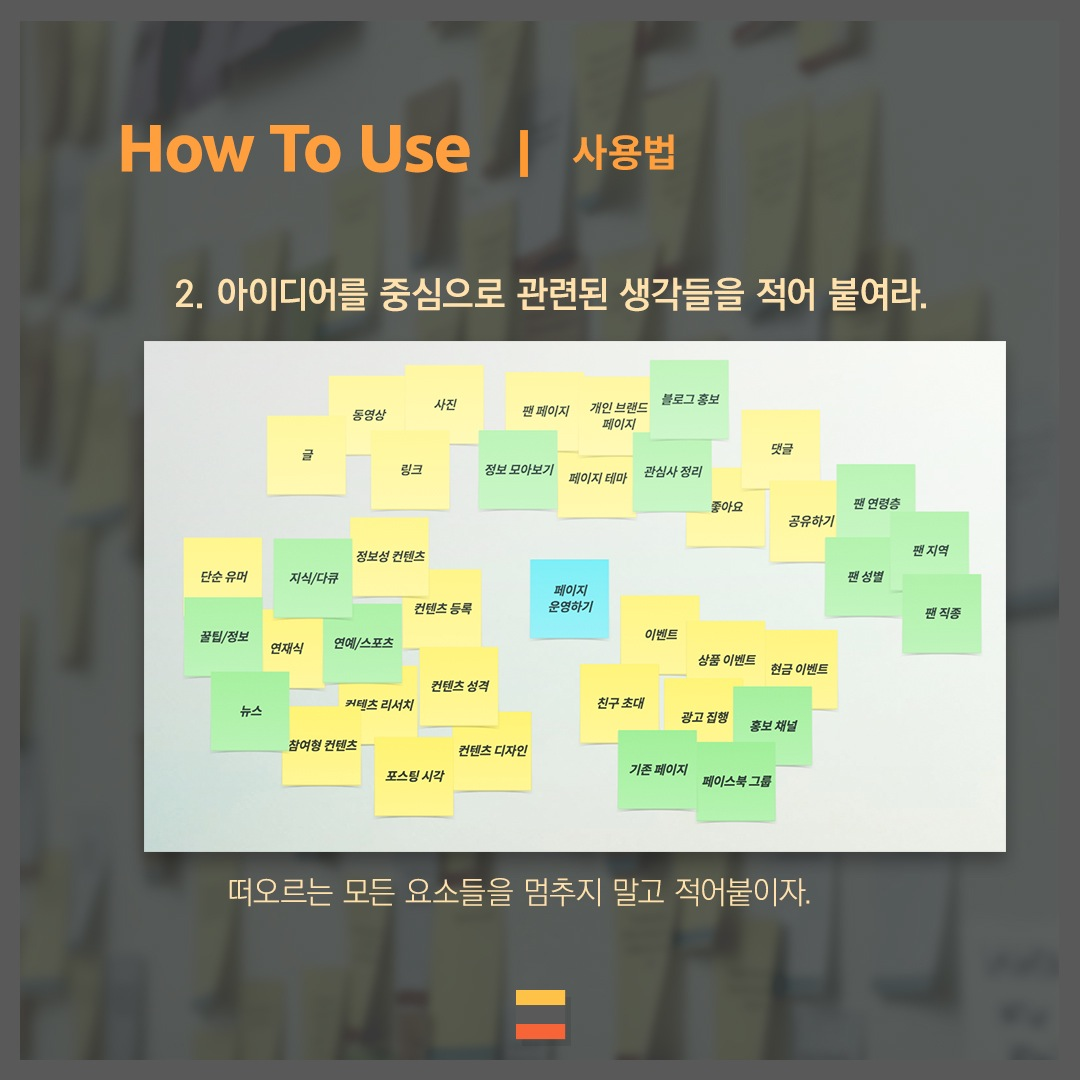 How To Use | 사용법
2. 아이디어를 중심으로 관련된 생각들을 적어 붙여라.
동영상
사진
글
링크
팬 페이지
개인 브랜드
페이지
블로그 홍보
정보 모아보기
페이지 테마
관심사 정리
댓글
좋아요
공유하기
팬 연령층
팬 지역
팬 성별
팬 직종
단순 유머
지식/다큐
정보성 컨텐츠
컨텐츠 등록
꿀팁/정보
연재식
연예/스포츠
뉴스
컨텐츠 리서치
컨텐츠 성격
참여형 컨텐츠
포스팅 시각
컨텐츠 디자인
페이지
운영하기
이벤트
상품 이벤트
현금 이벤트
친구 초대
광고 집행
홍보 채널
기존 페이지
페이스북 그룹
떠오르는 모든 요소들을 멈추지 말고 적어붙이자.